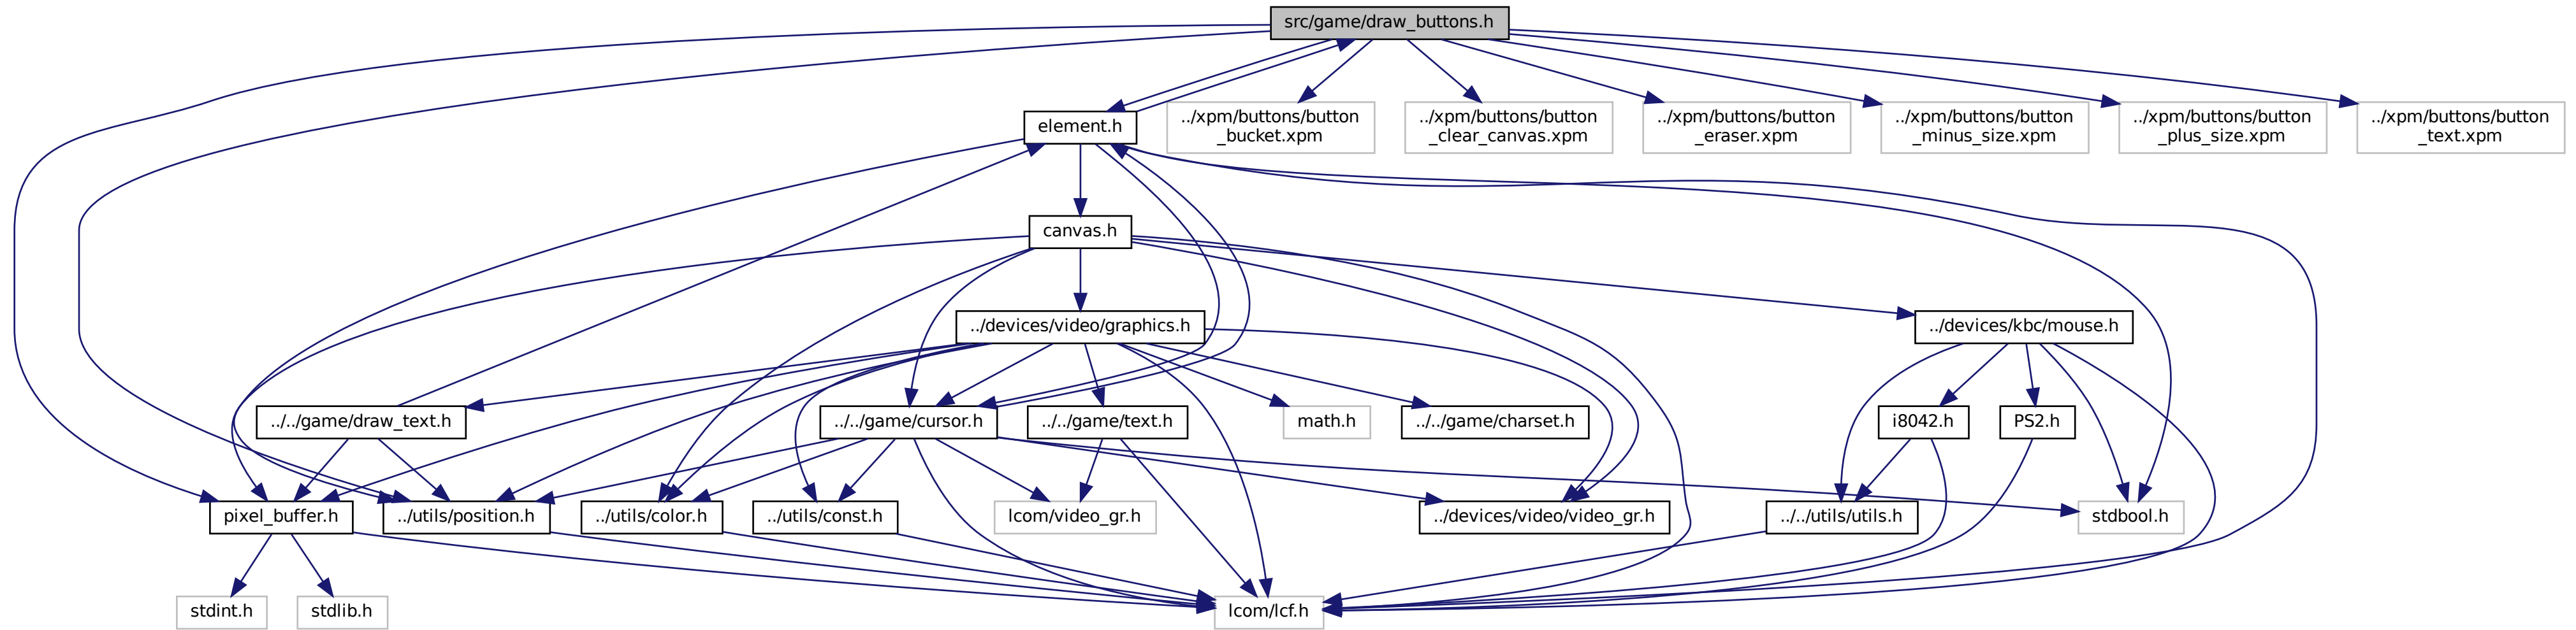 src/game/draw_buttons.h
element.h
../xpm/buttons/button
_bucket.xpm
../xpm/buttons/button
_clear_canvas.xpm
../xpm/buttons/button
_eraser.xpm
../xpm/buttons/button
_minus_size.xpm
../xpm/buttons/button
_plus_size.xpm
../xpm/buttons/button
_text.xpm
canvas.h
../devices/video/graphics.h
../devices/kbc/mouse.h
../../game/draw_text.h
../../game/cursor.h
../../game/text.h
math.h
../../game/charset.h
i8042.h
PS2.h
pixel_buffer.h
../utils/position.h
../utils/color.h
../utils/const.h
lcom/video_gr.h
../devices/video/video_gr.h
../../utils/utils.h
stdbool.h
stdint.h
stdlib.h
lcom/lcf.h